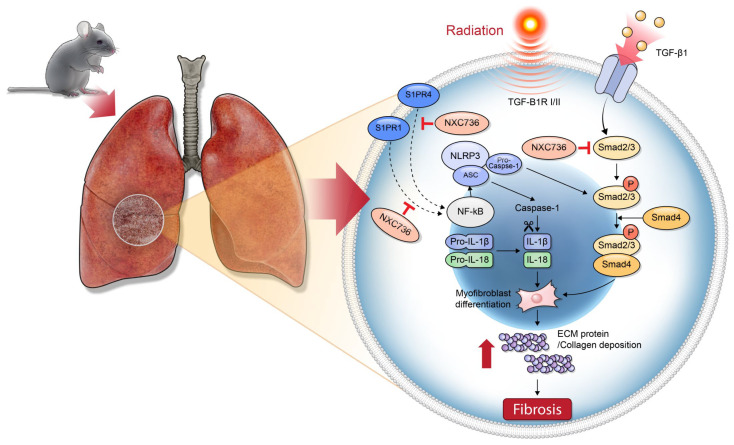 Radiation
TGF-β1
TGF-B1R I/II
S1PR4
S1PR1
NXC736
NXC736
Smad2/3
NLRP3
Pro-
Caspse-1
ASC
P
Smad2/3
NF-kB
Caspase-1
Smad4
NXC736
P
Pro-IL-1β
IL-1β
Smad2/3
Pro-IL-18
IL-18
Smad4
Myofibroblast
differentiation
ECM protein
/Collagen deposition
Fibrosis